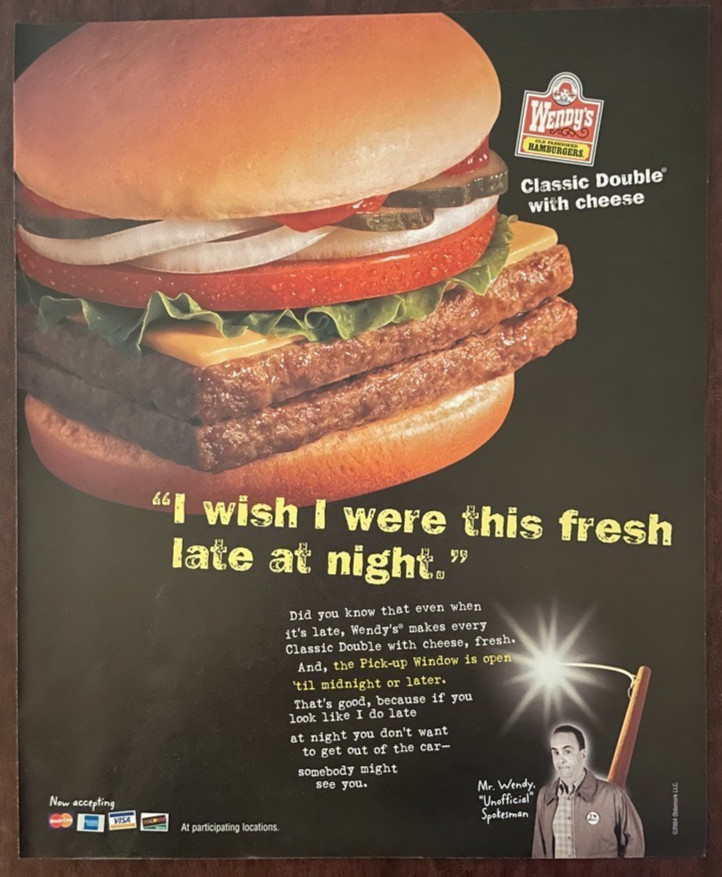 WENDY'S
OLD FASHIONED
HAMBURGERS.
Classic Double®
with cheese
“I wish I were this fresh
late at night.”
Did you know that even when
it's late, Wendy's® makes every
Classic Double with cheese, fresh.
And, the Pick-up Window is open
'til midnight or later.
That's good, because if you
look like I do late
at night you don't want
to get out of the car—
somebody might
see you.
Mr. Wendy,
"Unofficial"
Spokesman
Now accepting
MasterCard
VISA
At participating locations.